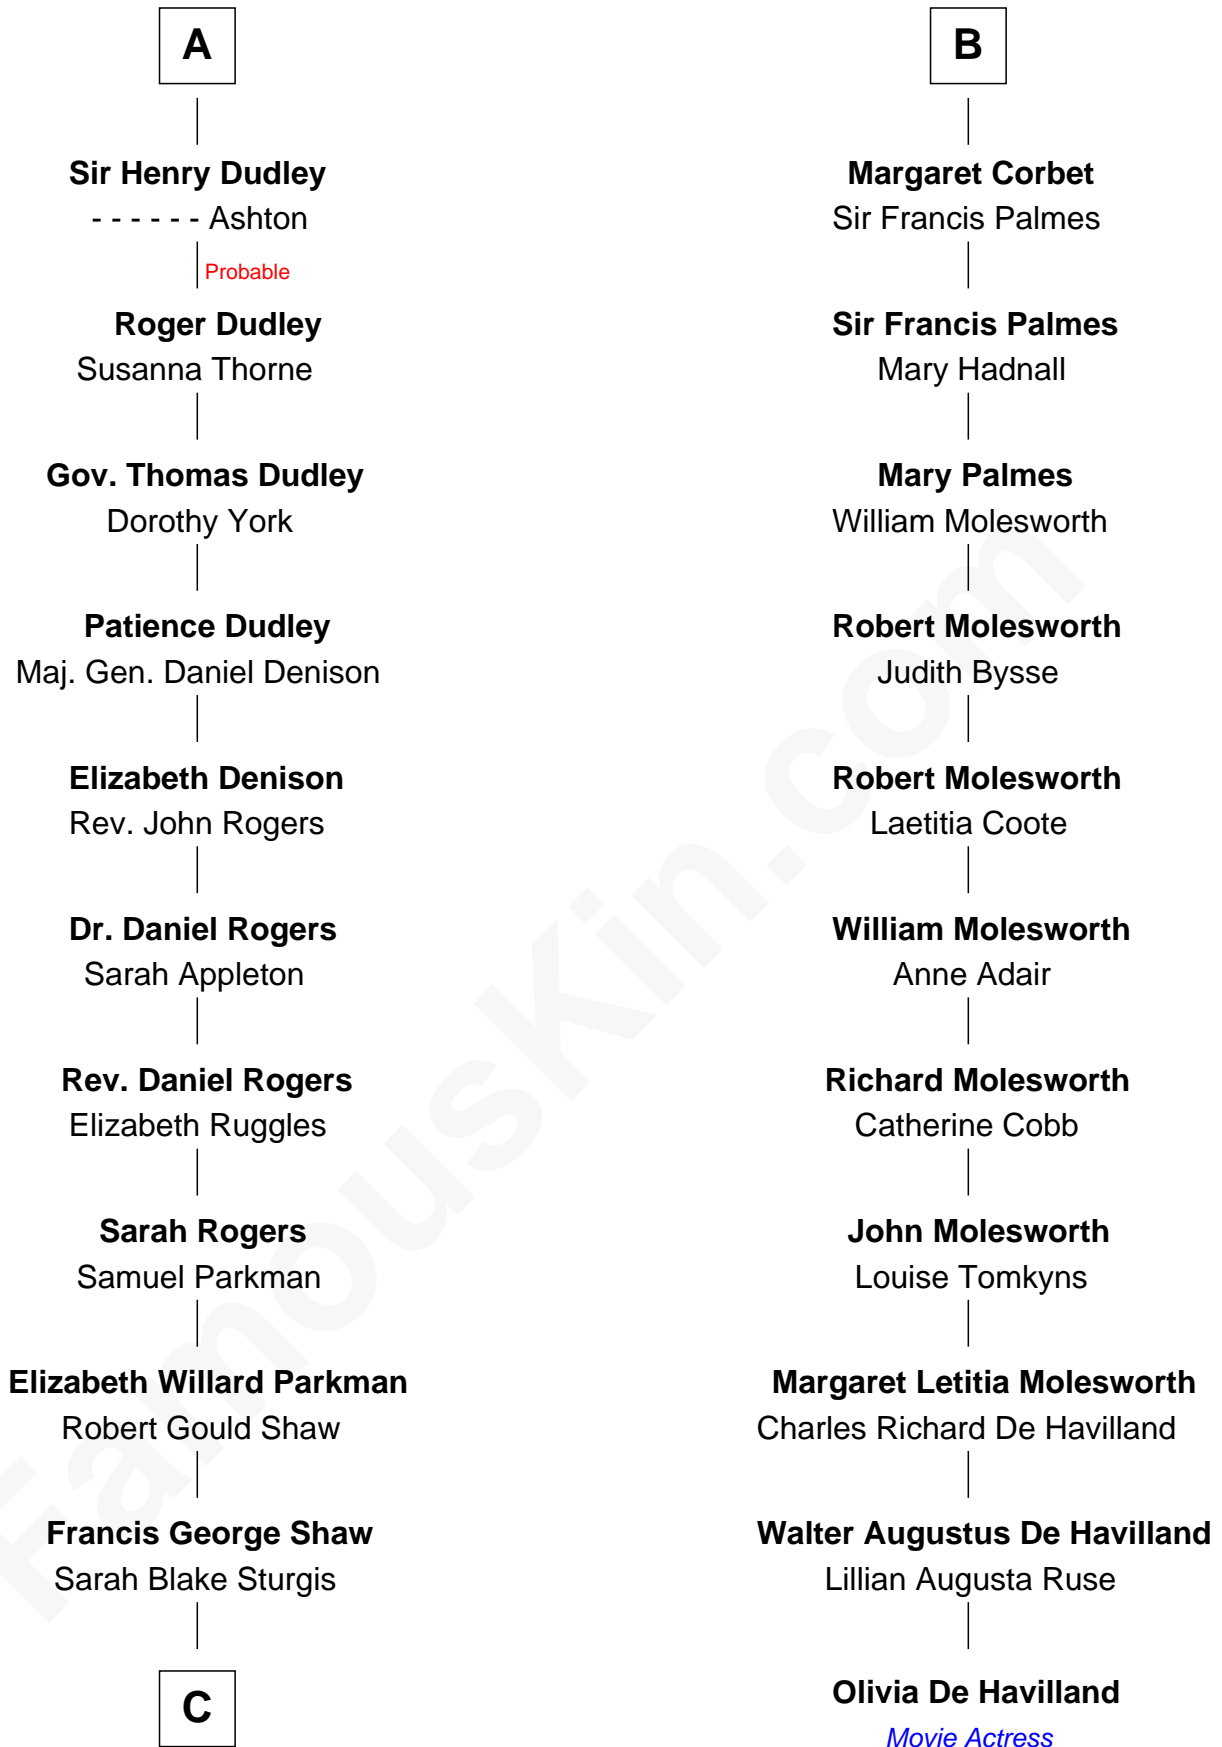 A
Sir Henry Dudley
- - - - - - Ashton
Probable
Roger Dudley
Susanna Thorne
Gov. Thomas Dudley
Dorothy York
Patience Dudley
Maj. Gen. Daniel Denison
Elizabeth Denison
Rev. John Rogers
Dr. Daniel Rogers
Sarah Appleton
Rev. Daniel Rogers
Elizabeth Ruggles
Sarah Rogers
Samuel Parkman
Elizabeth Willard Parkman
Robert Gould Shaw
Francis George Shaw
Sarah Blake Sturgis
C
B
Margaret Corbet
Sir Francis Palmes
Sir Francis Palmes
Mary Hadnall
Mary Palmes
William Molesworth
Robert Molesworth
Judith Bysse
Robert Molesworth
Laetitia Coote
William Molesworth
Anne Adair
Richard Molesworth
Catherine Cobb
John Molesworth
Louise Tomkyns
Margaret Letitia Molesworth
Charles Richard De Havilland
Walter Augustus De Havilland
Lillian Augusta Ruse
Olivia De Havilland
Movie Actress
FamousKin.com